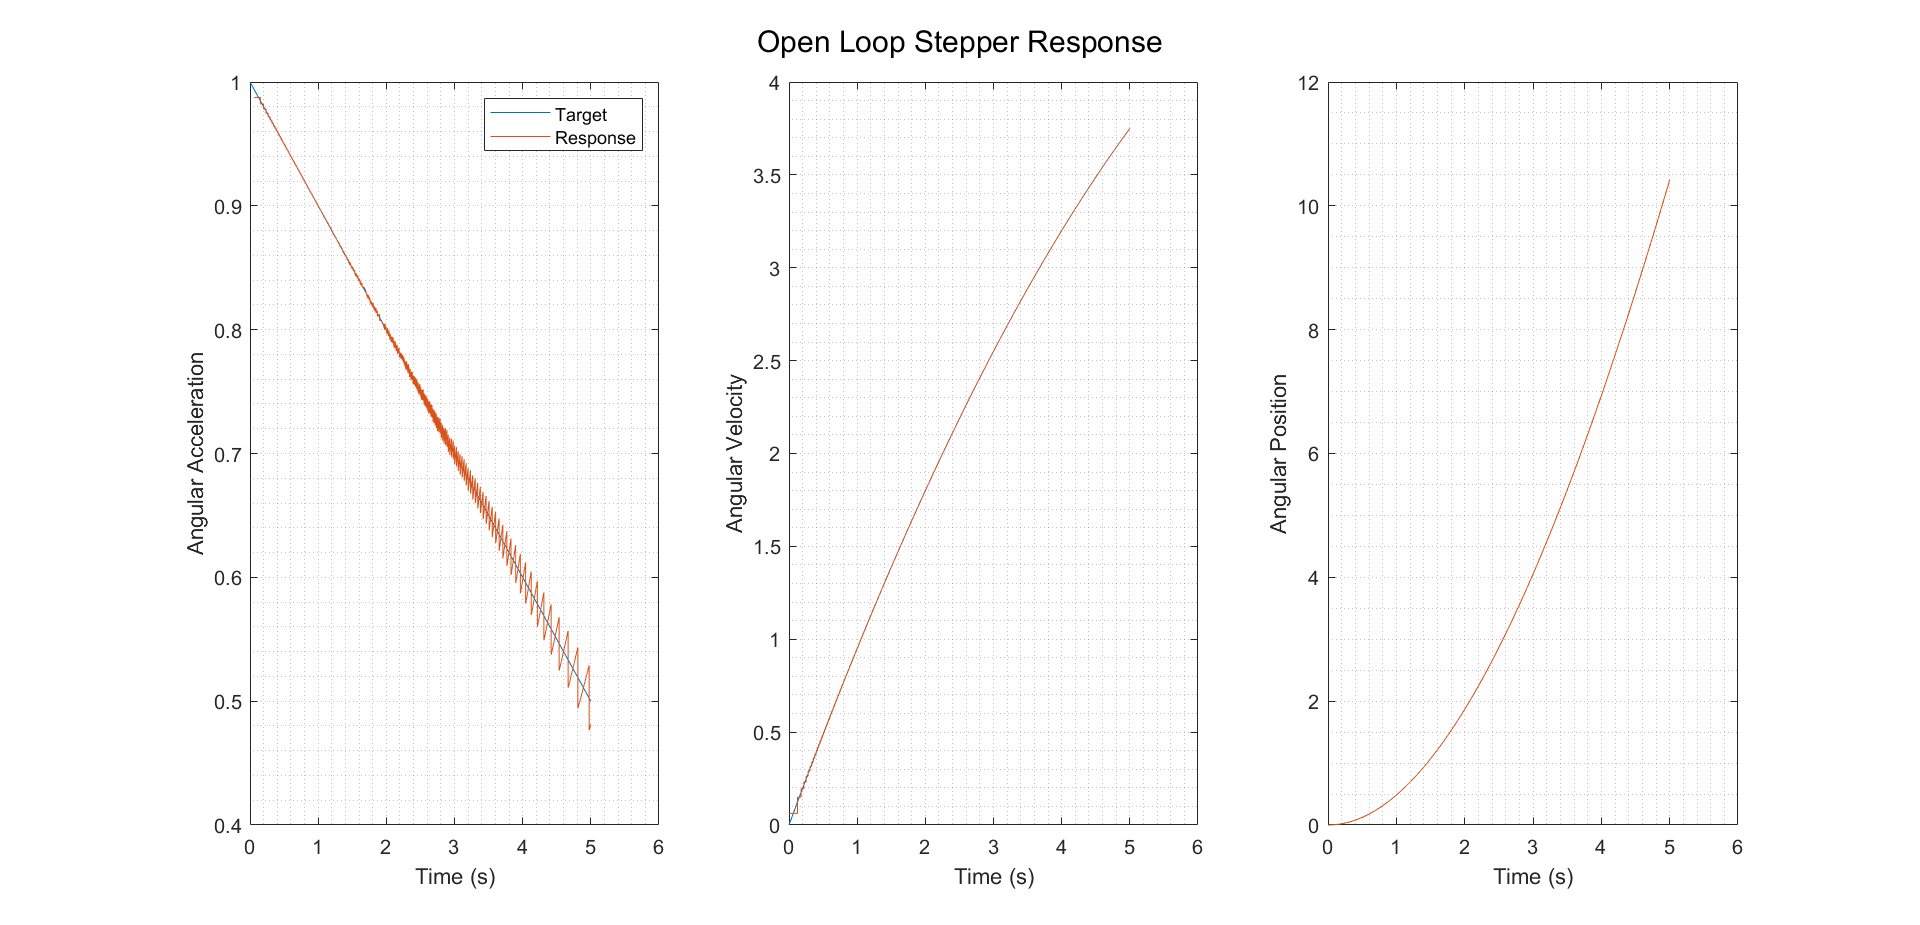 Open Loop Stepper Response
Angular Acceleration
1
0.9
0.8
0.7
0.6
0.5
0.4
0 1 2 3 4 5 6
Time (s)
Target
Response
Angular Velocity
4
3.5
3
2.5
2
1.5
1
0.5
0
0 1 2 3 4 5 6
Time (s)
Angular Position
12
10
8
6
4
2
0
0 1 2 3 4 5 6
Time (s)